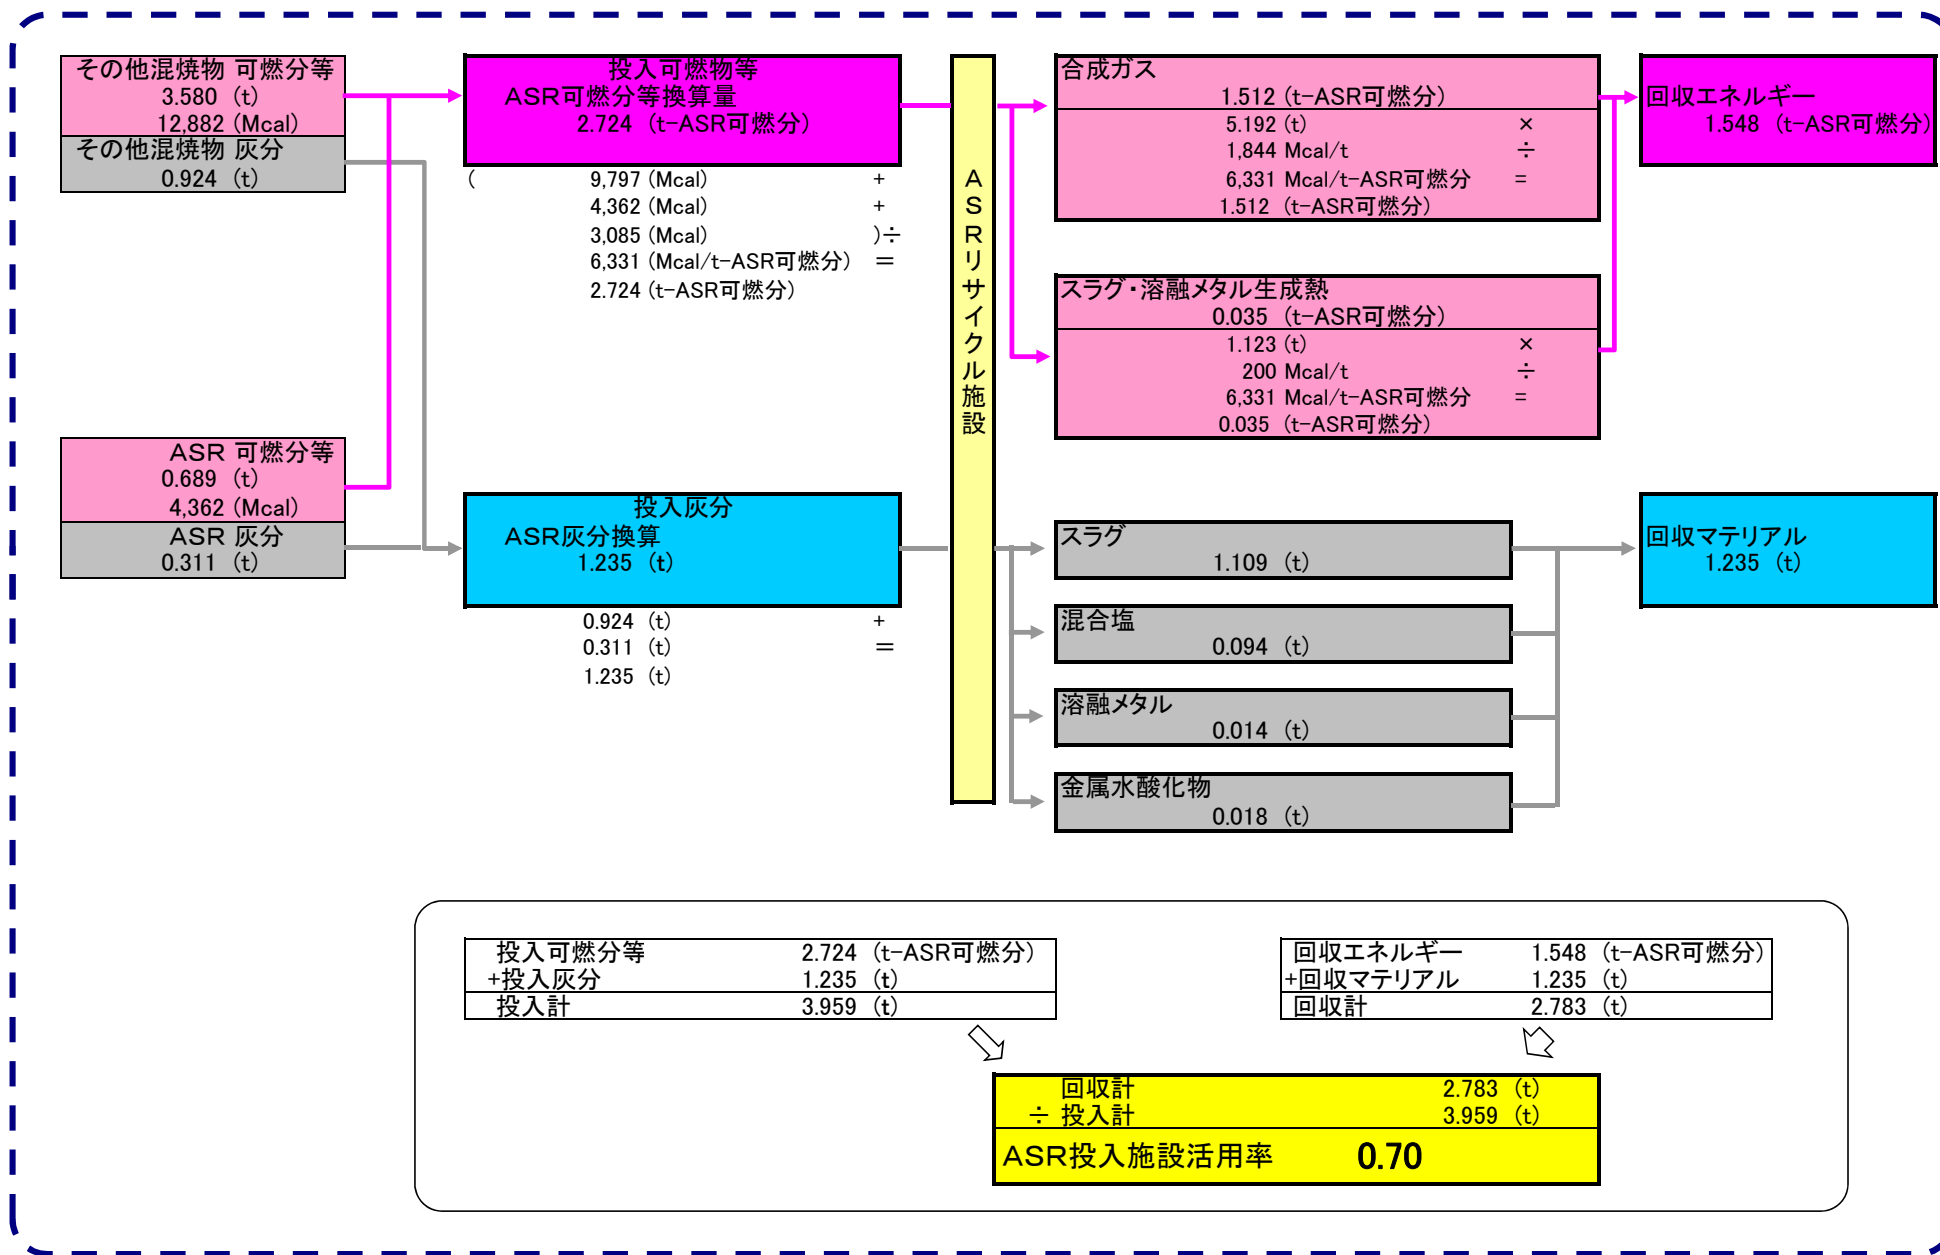 その他混焼物 可燃分等
3.580 (t)
12,882 (Mcal)
その他混焼物 灰分
0.924 (t)
ASR 可燃分等
0.689 (t)
4,362 (Mcal)
ASR 灰分
0.311 (t)
投入可燃物等
ASR可燃分等換算量
2.724 (t-ASR可燃分)
( 9,797 (Mcal) +
4,362 (Mcal) +
3,085 (Mcal) )÷
6,331 (Mcal/t-ASR可燃分) =
2.724 (t-ASR可燃分)
投入灰分
ASR灰分換算
1.235 (t)
0.924 (t) +
0.311 (t) =
1.235 (t)
ASRリサイクル施設
合成ガス
1.512 (t-ASR可燃分)
5.192 (t) ×
1,844 Mcal/t ÷
6,331 Mcal/t-ASR可燃分 =
1.512 (t-ASR可燃分)
スラグ・溶融メタル生成熱
0.035 (t-ASR可燃分)
1.123 (t) ×
200 Mcal/t ÷
6,331 Mcal/t-ASR可燃分 =
0.035 (t-ASR可燃分)
スラグ
1.109 (t)
混合塩
0.094 (t)
溶融メタル
0.014 (t)
金属水酸化物
0.018 (t)
回収エネルギー
1.548 (t-ASR可燃分)
回収マテリアル
1.235 (t)
投入可燃分等 2.724 (t-ASR可燃分)
+投入灰分 1.235 (t)
投入計 3.959 (t)
回収エネルギー 1.548 (t-ASR可燃分)
+回収マテリアル 1.235 (t)
回収計 2.783 (t)
回収計 2.783 (t)
÷ 投入計 3.959 (t)
ASR投入施設活用率 0.70